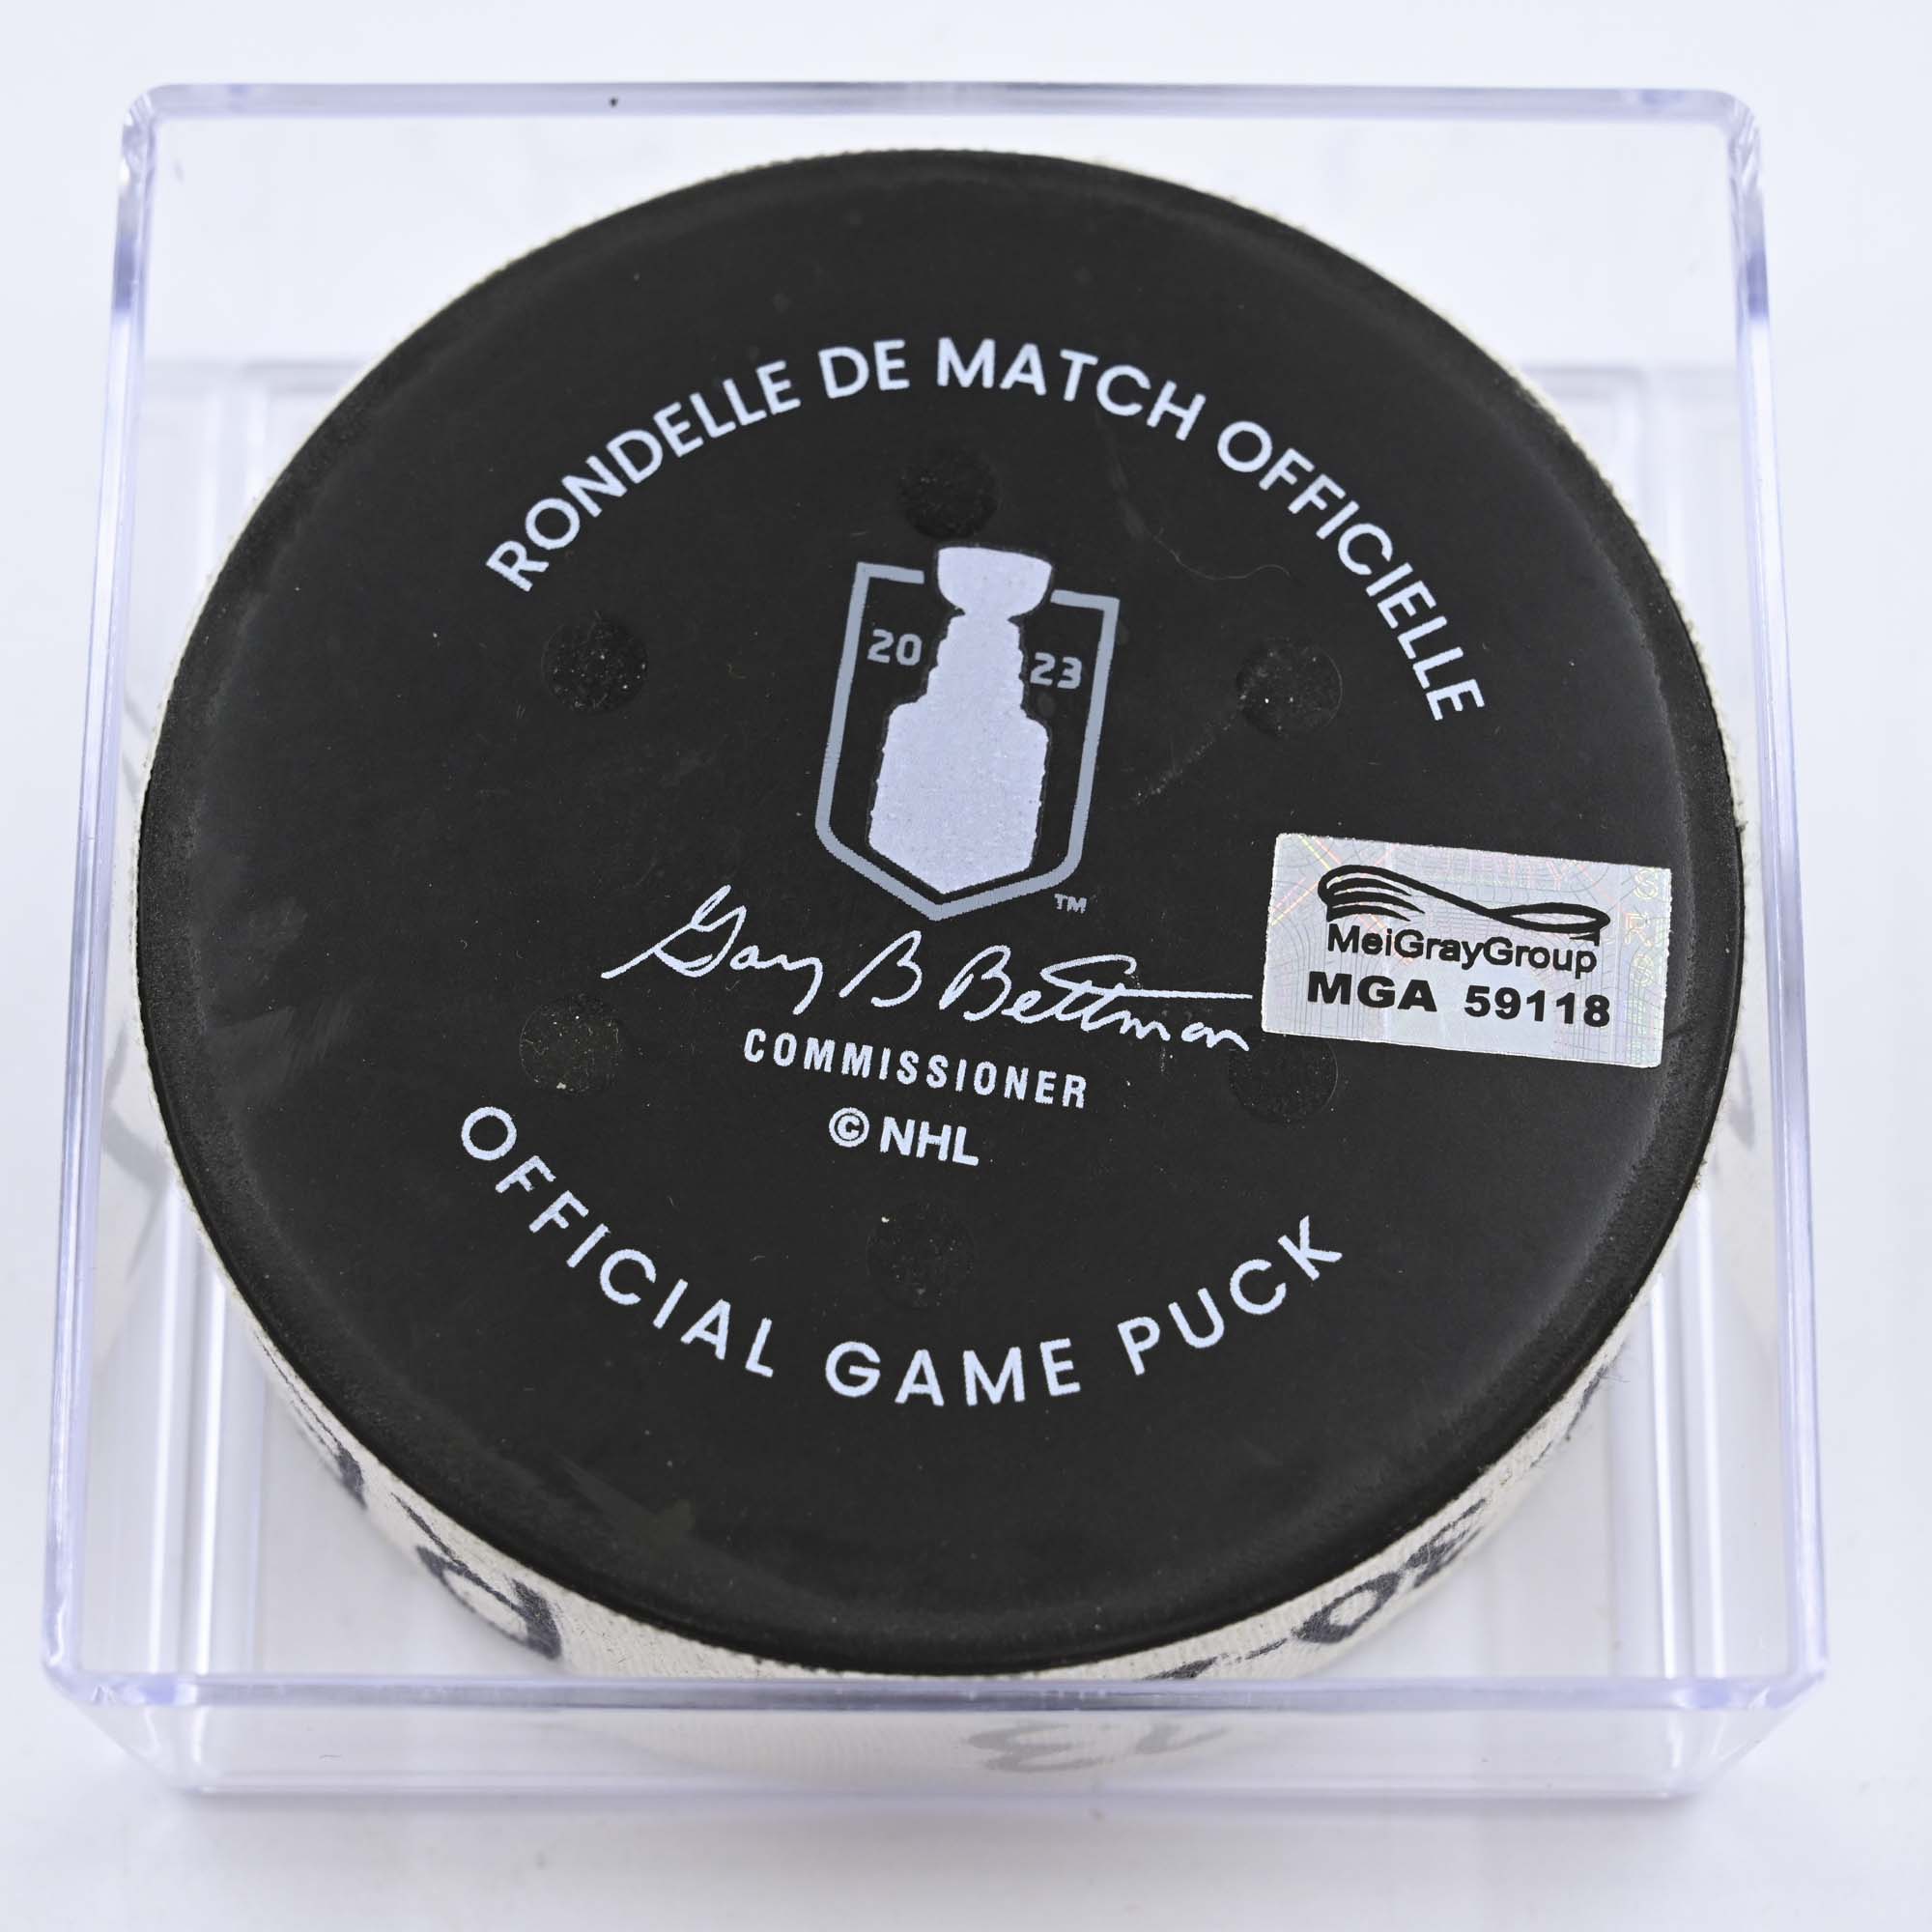 RONDELLE DE MATCH OFFICIELLE
20 23
TM
Gary B Bettman
COMMISSIONER
© NHL
OFFICIAL GAME PUCK
MeiGrayGroup
MGA 59118